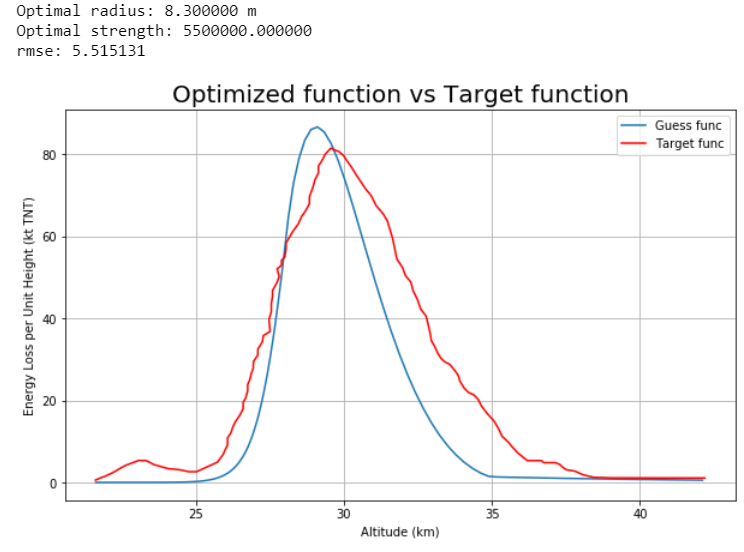 Optimal radius: 8.300000 m
Optimal strength: 5500000.000000
rmse: 5.515131
Optimized function vs Target function
Guess func
Target func
Energy Loss per Unit Height (kt TNT)
80
60
40
20
0
25 30 35 40
Altitude (km)